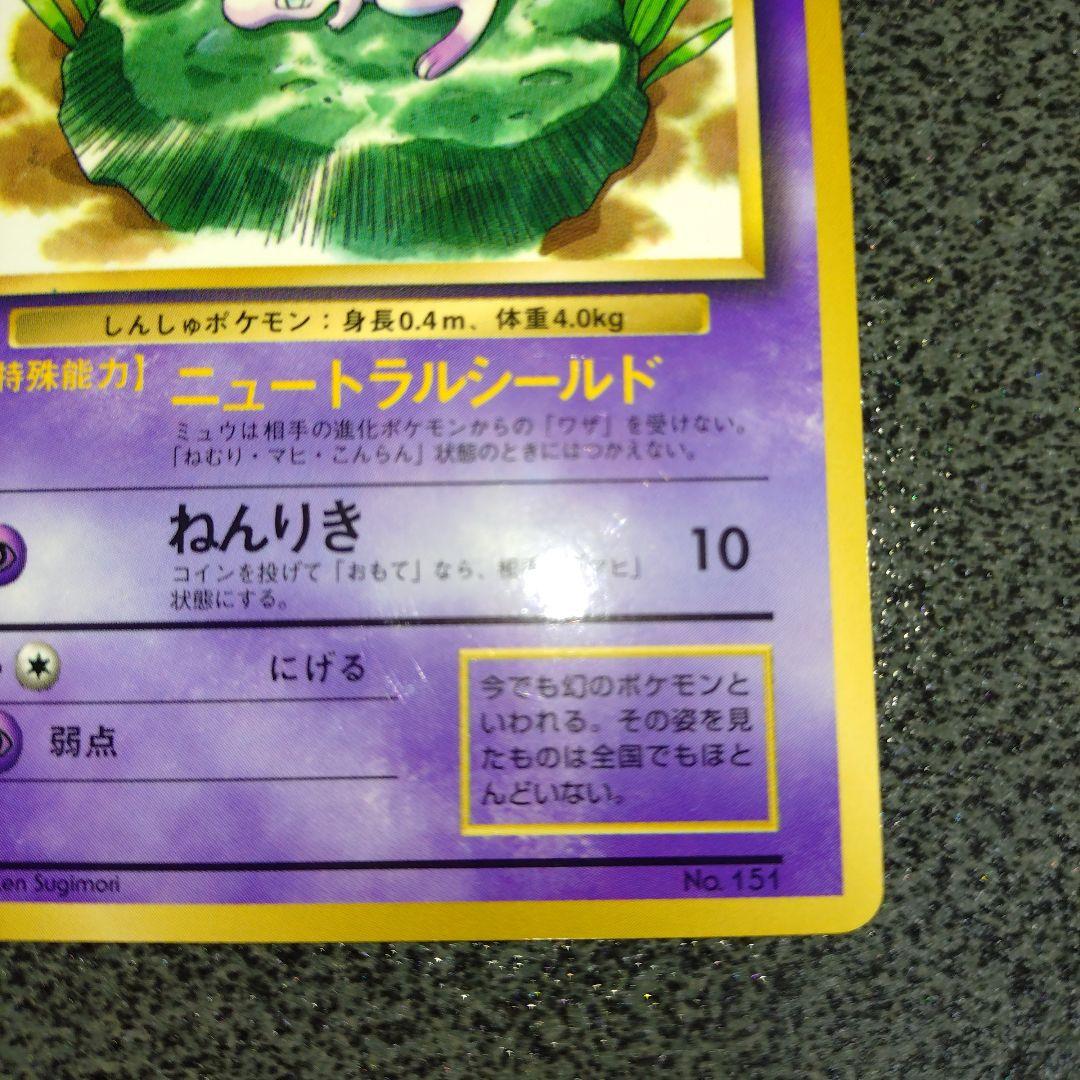 しんしゅポケモン：身長0.4m、体重4.0kg
特殊能力】 ニュートラルシールド
ミュウは相手の進化ポケモンからの「ワザ」を受けない。
「ねむり・マヒ・こんらん」状態のときにはつかえない。
ねんりき 10
コインを投げて「おもて」なら、相 マヒ」
状態にする。
にげる
弱点
今でも幻のポケモンと
いわれる。その姿を見
たものは全国でもほと
んどいない。
Ken Sugimori
No. 151